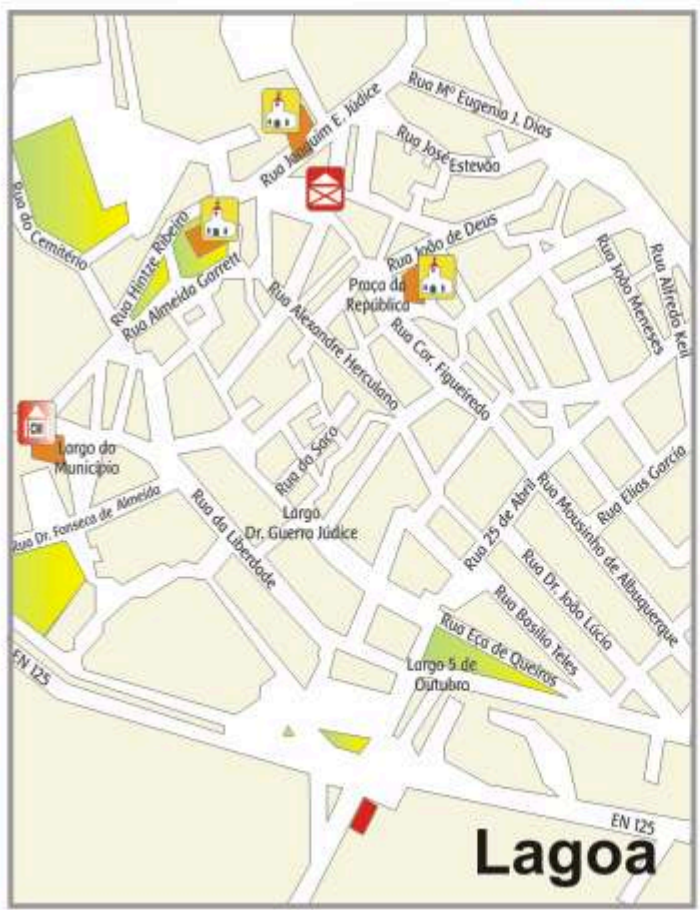 Rua Mª Eugenia J. Dias
Rua Joaquim E. Júdice
Rua José Estevão
Rua do Cemitério
Rua Hintze Ribeiro
Rua Almeida Garrett
Rua João de Deus
Praça da
República
Rua João Meneses
Rua Alfredo Keil
Rua Alexandre Herculano
Rua Cor. Figueiredo
CM
Largo do
Município
Rua do Saco
Rua Elias Garcia
Rua Dr. Fonseca de Almeida
Rua da Liberdade
Largo
Dr. Guerra Júdice
Rua 25 de Abril
Rua Mousinho de Albuquerque
Rua Dr. João Lúcio
Rua Basilio Teles
Rua Eça de Queiros
Largo 5 de
Outubro
EN 125
EN 125
Lagoa